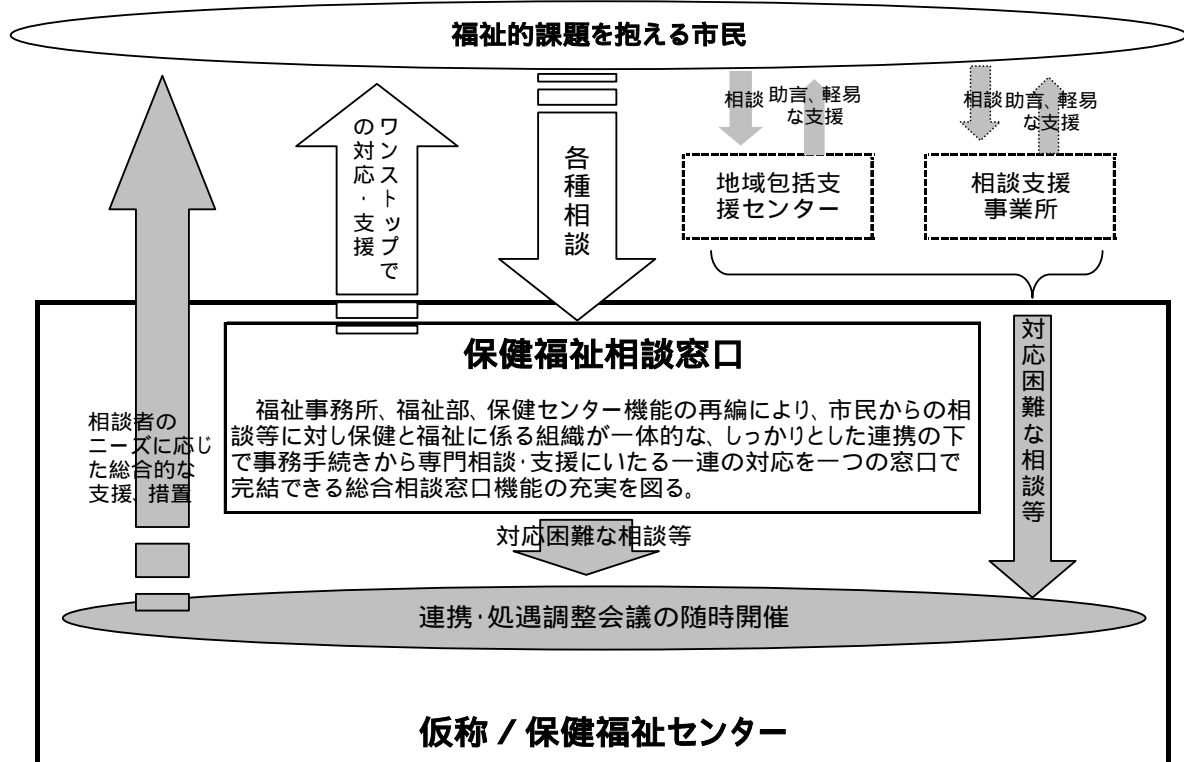 福祉的課題を抱える市民
ワンストップで
の対応・支援
各種相談
相談
助言、軽易
な支援
相談
助言、軽易
な支援
地域包括支
援センター
相談支援
事業所
保健福祉相談窓口
福祉事務所、福祉部、保健センター機能の再編により、市民からの相
談等に対し保健と福祉に係る組織が一体的な、しっかりとした連携の下
で事務手続きから専門相談・支援にいたる一連の対応を一つの窓口で
完結できる総合相談窓口機能の充実を図る。
相談者の
ニーズに応じ
た総合的な
支援、措置
対応困難な相談等
対応困難な相談等
連携・処遇調整会議の随時開催
仮称 / 保健福祉センター